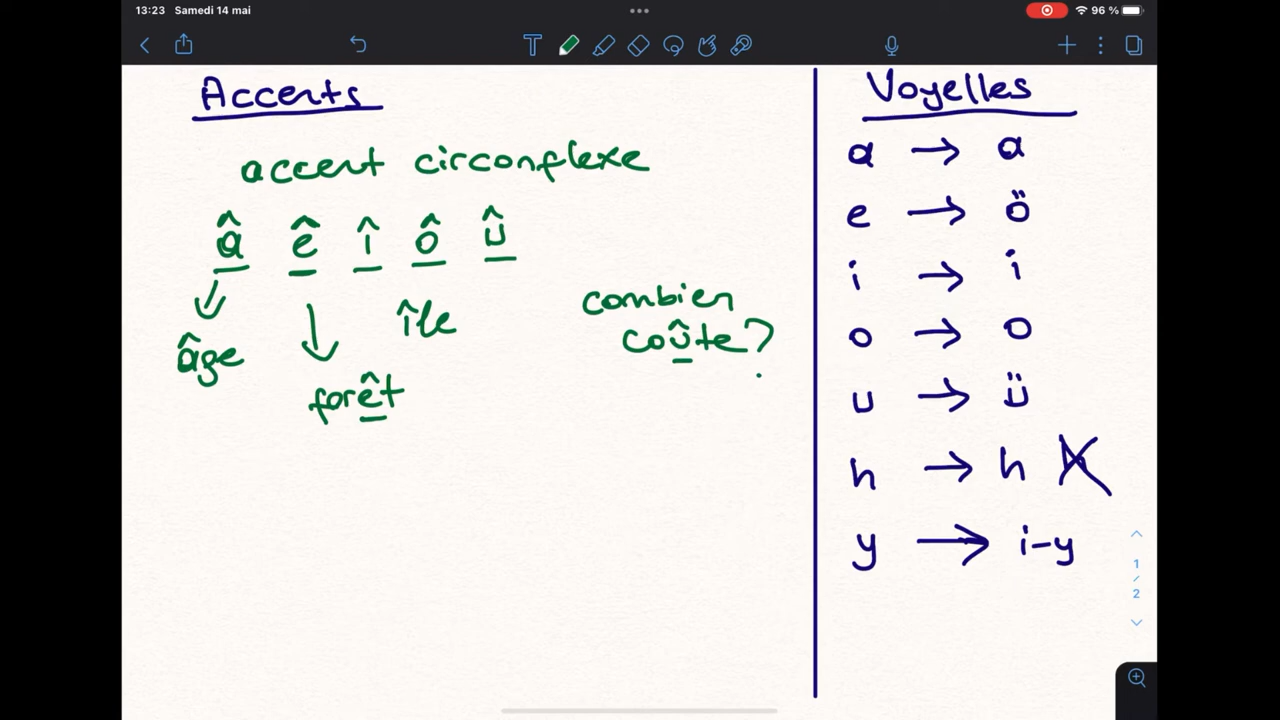 13:23 Samedi 14 mai
96 %
Accents
accent circonflexe
â ê î ô û
âge
forêt
île
combien
coûte?
Voyelles
a → a
e → ö
i → i
o → o
u → ü
h → h
y → i-y
1
/
2